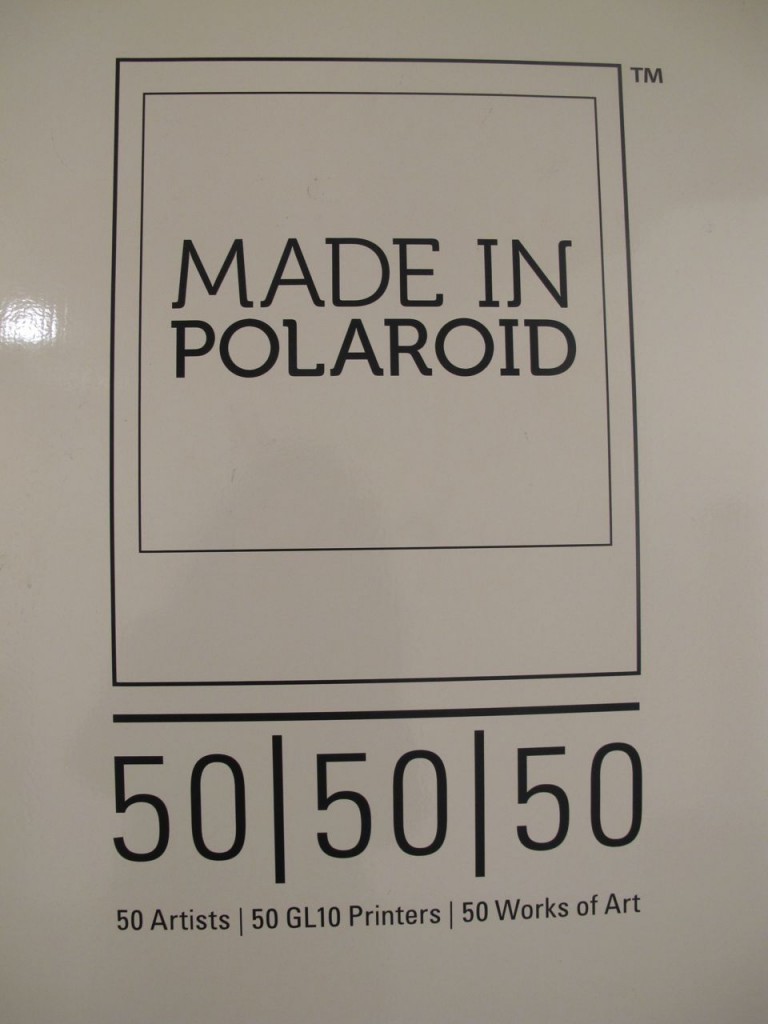 TM
MADE IN
POLAROID
50|50|50
50 Artists | 50 GL10 Printers | 50 Works of Art